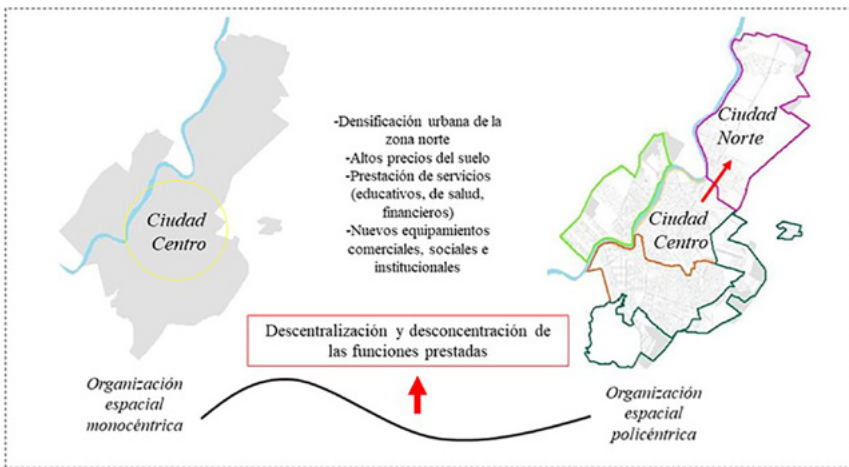 Ciudad
Centro
-Densificación urbana de la
zona norte
-Altos precios del suelo
-Prestación de servicios
(educativos, de salud,
financieros)
-Nuevos equipamientos
comerciales, sociales e
institucionales
Ciudad
Norte
Ciudad
Centro
Descentralización y desconcentración de
las funciones prestadas
Organización
espacial
monocéntrica
Organización
espacial
policéntrica